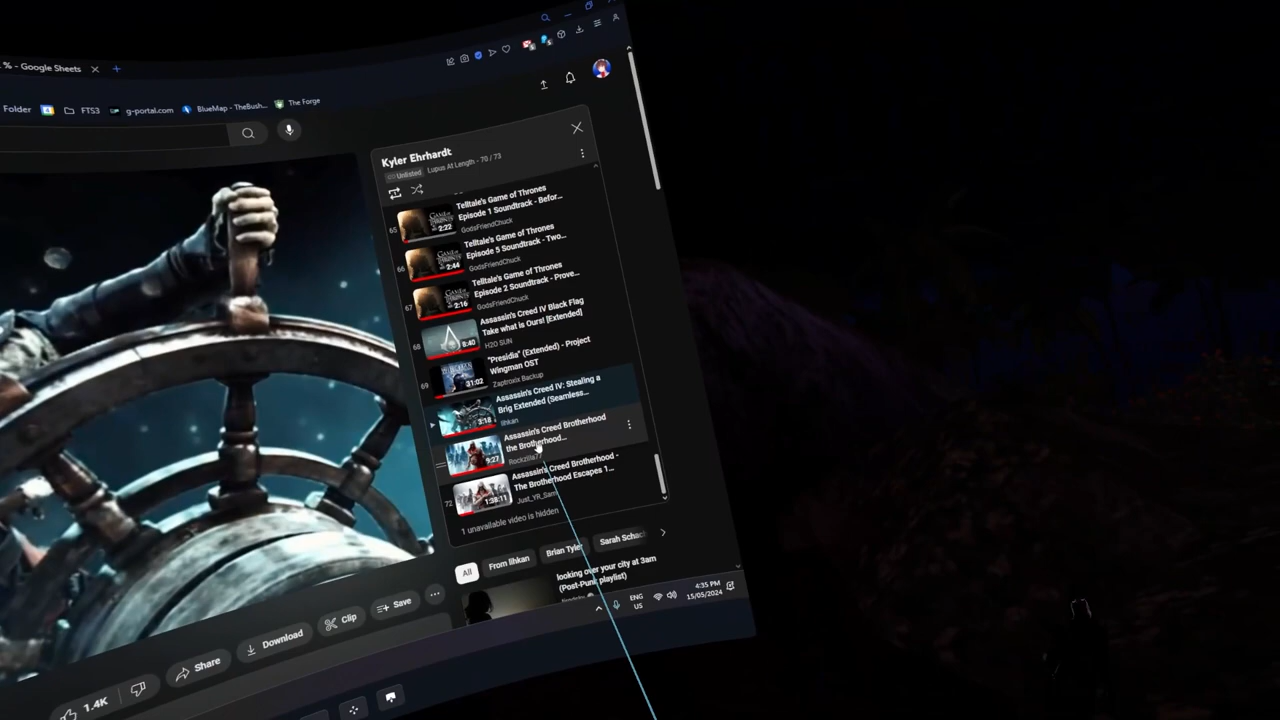 % - Google Sheets
Folder
FTS3
g-portal.com
BlueMap - TheBush...
The Forge
Kyler Ehrhardt
Unlisted
Lupus At Length - 70 / 73
65
2:22
Telltale's Game of Thrones
Episode 1 Soundtrack - Befor...
GodsFriendChuck
66
2:44
Telltale's Game of Thrones
Episode 5 Soundtrack - Two...
GodsFriendChuck
67
2:16
Telltale's Game of Thrones
Episode 2 Soundtrack - Prove...
GodsFriendChuck
68
8:40
Assassin's Creed IV Black Flag
Take what is Ours! [Extended]
H2O SUN
69
31:02
"Presidia" (Extended) - Project
Wingman OST
Zaptroxix Backup
3:18
Assassin's Creed IV: Stealing a
Brig Extended (Seamless...
Ilhkan
9:27
Assassin's Creed Brotherhood
the Brotherhood...
72
1:38:11
Assassin's Creed Brotherhood -
The Brotherhood Escapes 1...
Just_YR_Sam
1 unavailable video is hidden
All
From Ilhkan
Brian Tyler
Sarah Schac
looking over your city at 3am
(Post-Punk playlist)
1.4K
Share
Download
Clip
Save
ENG
US
4:35 PM
15/05/2024